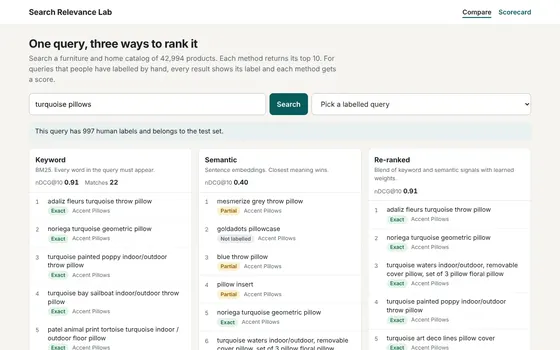 Search Relevance Lab
Compare
Scorecard
One query, three ways to rank it
Search a furniture and home catalog of 42,994 products. Each method returns its top 10. For
queries that people have labelled by hand, every result shows its label and each method gets
a score.
turquoise pillows
Search
Pick a labelled query
This query has 997 human labels and belongs to the test set.
Keyword
BM25. Every word in the query must appear.
nDCG@10 0.91 Matches 22
1 adaliz fleurs turquoise throw pillow
Exact Accent Pillows
2 noriega turquoise geometric pillow
Exact Accent Pillows
3 turquoise painted poppy indoor/outdoor
throw pillow
Exact Accent Pillows
4 turquoise bay sailboat indoor/outdoor throw
pillow
Exact Accent Pillows
5 patel animal print tortoise turquoise indoor /
outdoor floor pillow
Exact Accent Pillows
Semantic
Sentence embeddings. Closest meaning wins.
nDCG@10 0.40
1 mesmerize grey throw pillow
Partial Accent Pillows
2 goldadots pillowcase
Not labelled Accent Pillows
3 blue throw pillow
Partial Accent Pillows
4 pillow insert
Partial Accent Pillows
5 noriega turquoise geometric pillow
Exact Accent Pillows
6 turquoise waters indoor/outdoor, removable
cover pillow, set of 3 pillow floral pillow
Re-ranked
Blend of keyword and semantic signals with learned
weights.
nDCG@10 0.91
1 adaliz fleurs turquoise throw pillow
Exact Accent Pillows
2 noriega turquoise geometric pillow
Exact Accent Pillows
3 turquoise waters indoor/outdoor, removable
cover pillow, set of 3 pillow floral pillow
Exact Accent Pillows
4 turquoise painted poppy indoor/outdoor
throw pillow
Exact Accent Pillows
5 turquoise art deco lines pillow cover
Exact Accent Pillows